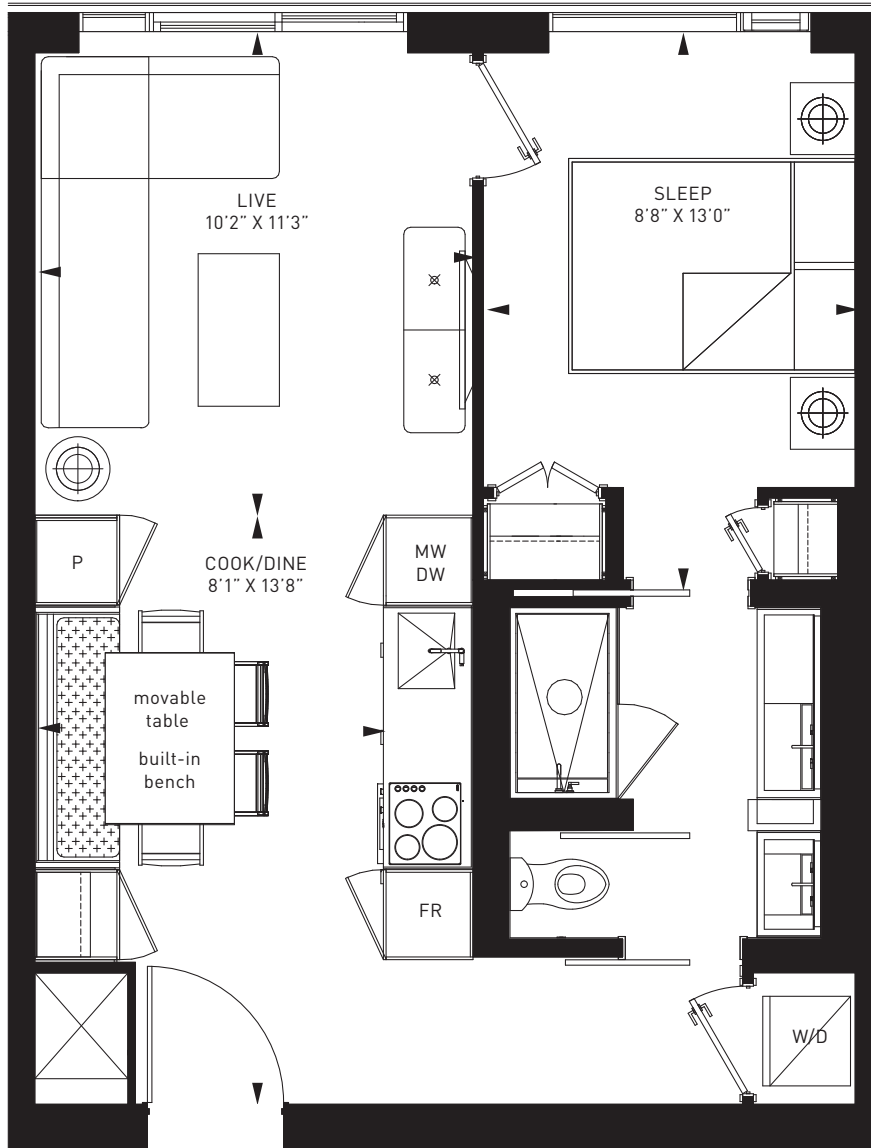 LIVE
10’2” X 11’3”
SLEEP
8’8” X 13’0”
P
COOK/DINE
8’1” X 13’8”
MW
DW
movable
table
built-in
bench
FR
W/D